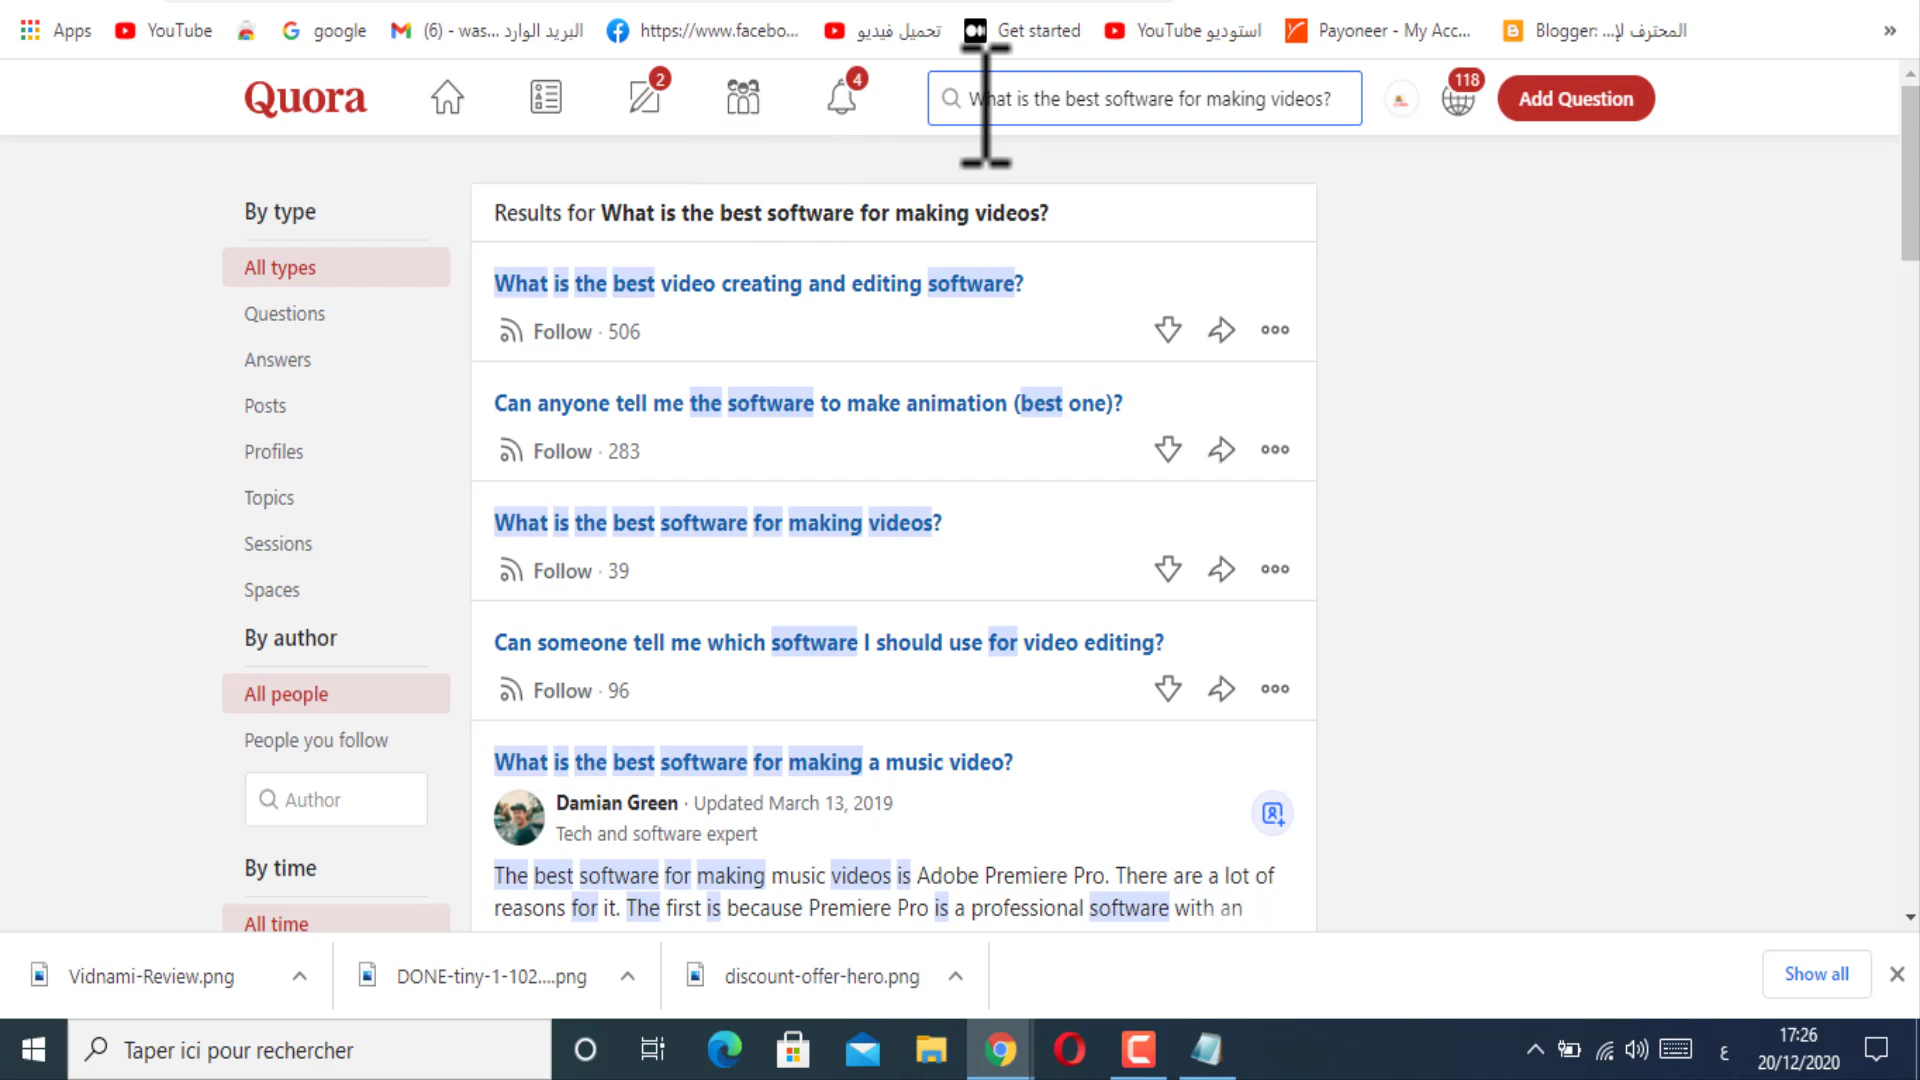 Apps YouTube google البريد الوارد (6) - was... https://www.facebo... تحميل فيديو Get started استوديو YouTube Payoneer - My Acc... Blogger: ...المحترف لإ »
Quora 2 4 What is the best software for making videos? 118 Add Question
By type
All types
Questions
Answers
Posts
Profiles
Topics
Sessions
Spaces
By author
All people
People you follow
Author
By time
All time
Results for What is the best software for making videos?
What is the best video creating and editing software?
Follow · 506
Can anyone tell me the software to make animation (best one)?
Follow · 283
What is the best software for making videos?
Follow · 39
Can someone tell me which software I should use for video editing?
Follow · 96
What is the best software for making a music video?
Damian Green · Updated March 13, 2019
Tech and software expert
The best software for making music videos is Adobe Premiere Pro. There are a lot of
reasons for it. The first is because Premiere Pro is a professional software with an
Vidnami-Review.png DONE-tiny-1-102....png discount-offer-hero.png Show all
Taper ici pour rechercher
ع 17:26
20/12/2020